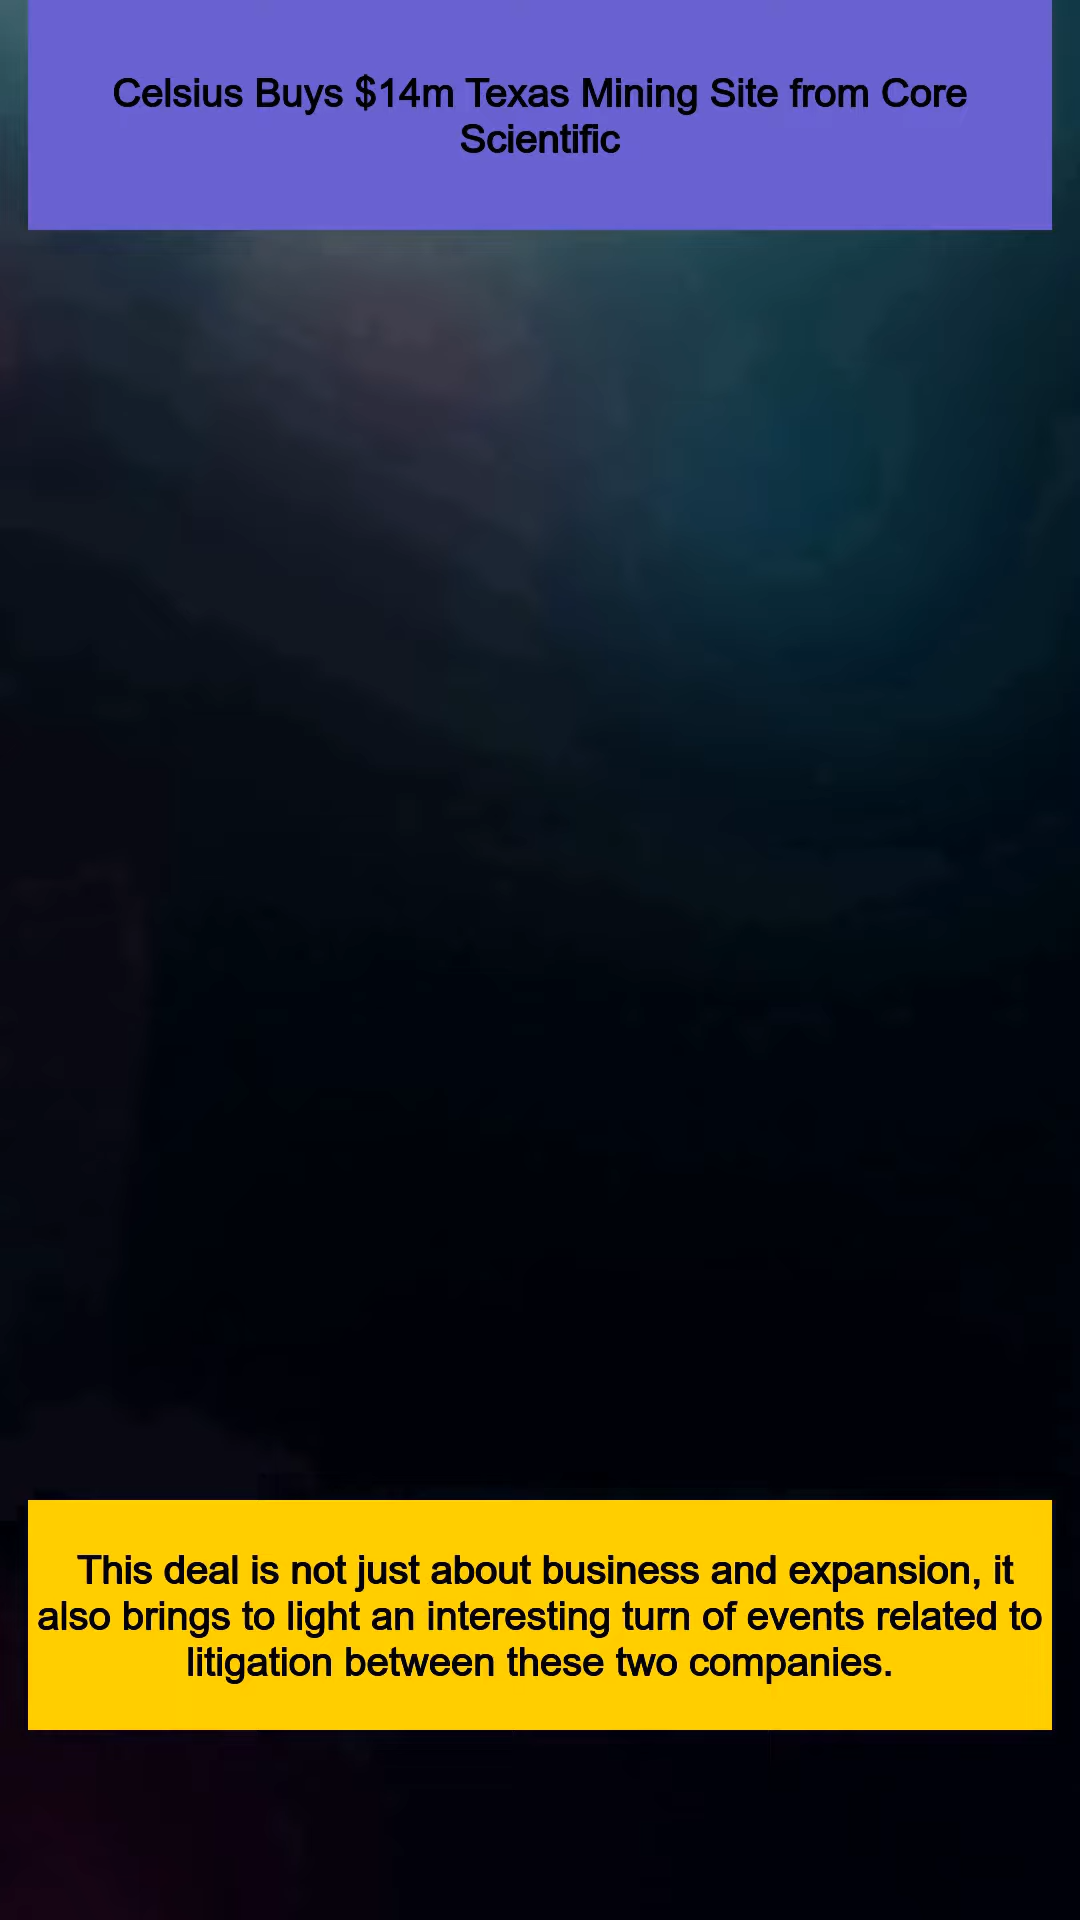 Celsius Buys $14m Texas Mining Site from Core
Scientific
This deal is not just about business and expansion, it
also brings to light an interesting turn of events related to
litigation between these two companies.